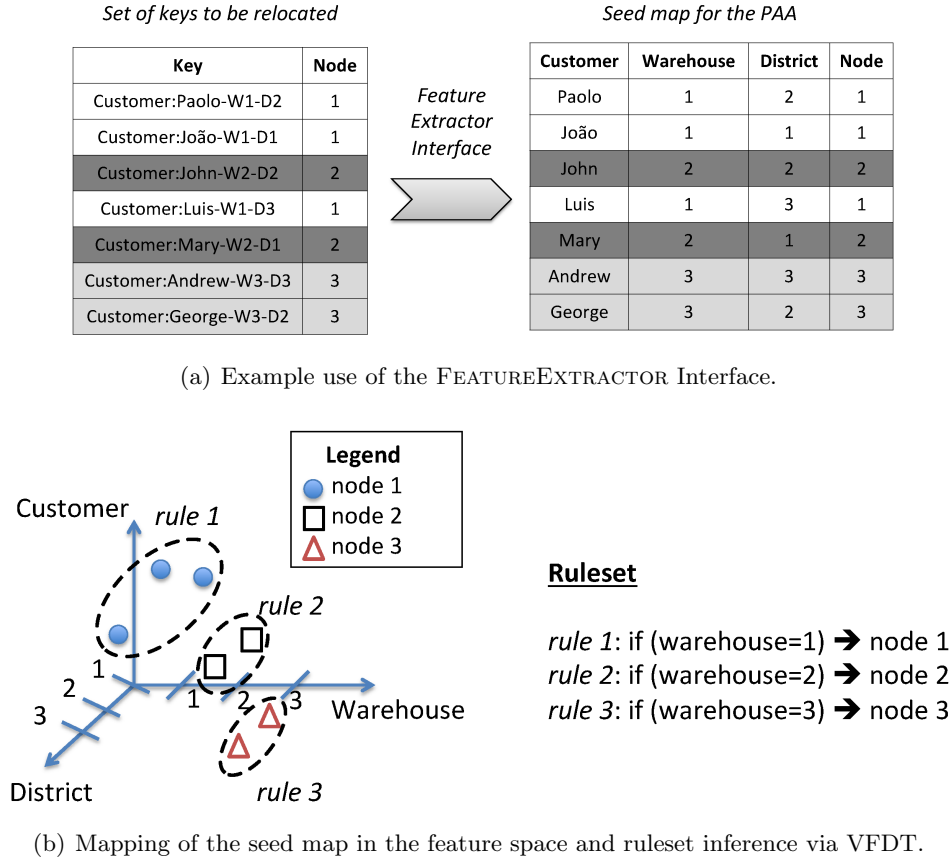 Set of keys to be relocated
Seed map for the PAA
Key Node
Customer:Paolo-W1-D2 1
Customer:João-W1-D1 1
Customer:John-W2-D2 2
Customer:Luis-W1-D3 1
Customer:Mary-W2-D1 2
Customer:Andrew-W3-D3 3
Customer:George-W3-D2 3
Feature
Extractor
Interface
Customer Warehouse District Node
Paolo 1 2 1
João 1 1 1
John 2 2 2
Luis 1 3 1
Mary 2 1 2
Andrew 3 3 3
George 3 2 3
(a) Example use of the FEATUREEXTRACTOR Interface.
Legend
node 1
node 2
node 3
Customer
rule 1
rule 2
1
2
3
1 2 3
Warehouse
District
rule 3
Ruleset
rule 1: if (warehouse=1) ➔ node 1
rule 2: if (warehouse=2) ➔ node 2
rule 3: if (warehouse=3) ➔ node 3
(b) Mapping of the seed map in the feature space and ruleset inference via VFDT.